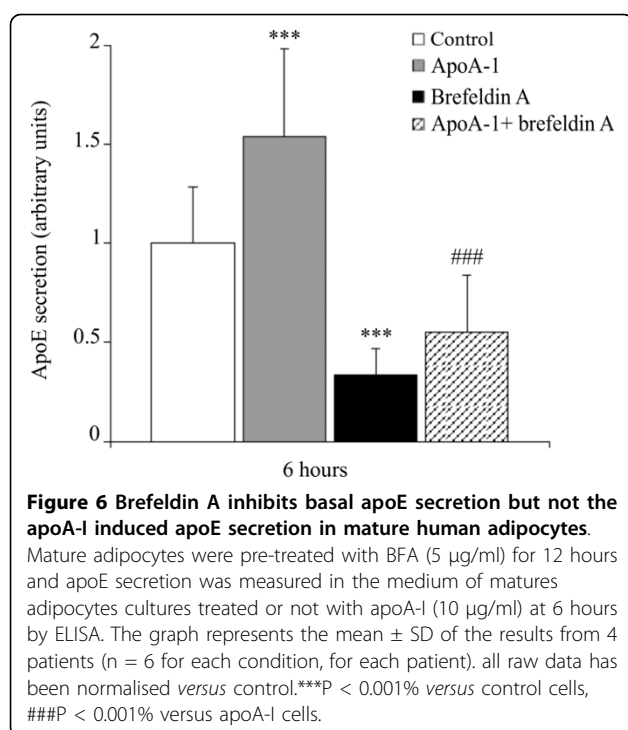 2
1.5
1
0.5
0
ApoE secretion (arbitrary units)
***
***
###
Control
ApoA-1
Brefeldin A
ApoA-1+ brefeldin A
6 hours
Figure 6 Brefeldin A inhibits basal apoE secretion but not the
apoA-I induced apoE secretion in mature human adipocytes.
Mature adipocytes were pre-treated with BFA (5 μg/ml) for 12 hours
and apoE secretion was measured in the medium of matures
adipocytes cultures treated or not with apoA-I (10 μg/ml) at 6 hours
by ELISA. The graph represents the mean ± SD of the results from 4
patients (n = 6 for each condition, for each patient). all raw data has
been normalised versus control.***P < 0.001% versus control cells,
###P < 0.001% versus apoA-I cells.